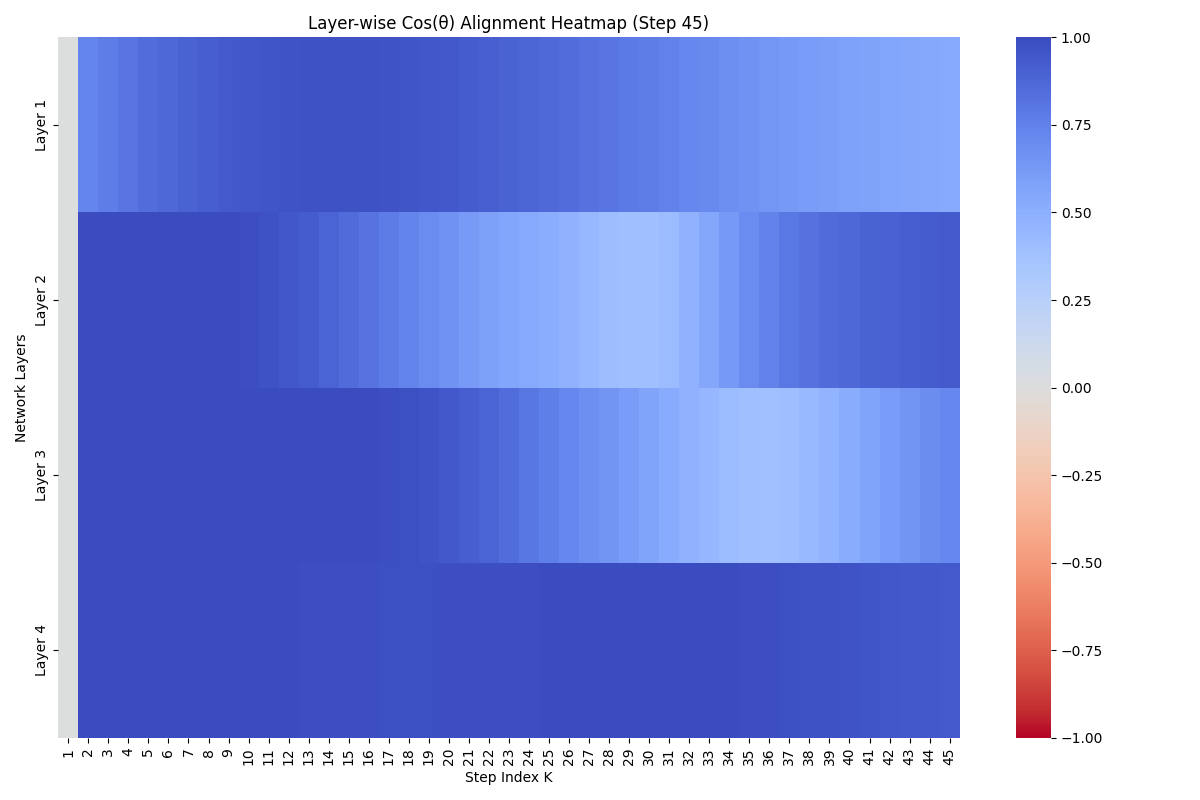 Layer-wise Cos(θ) Alignment Heatmap (Step 45)
Network Layers
Layer 1
Layer 2
Layer 3
Layer 4
1 2 3 4 5 6 7 8 9 10 11 12 13 14 15 16 17 18 19 20 21 22 23 24 25 26 27 28 29 30 31 32 33 34 35 36 37 38 39 40 41 42 43 44 45
Step Index K
1.00
0.75
0.50
0.25
0.00
−0.25
−0.50
−0.75
−1.00